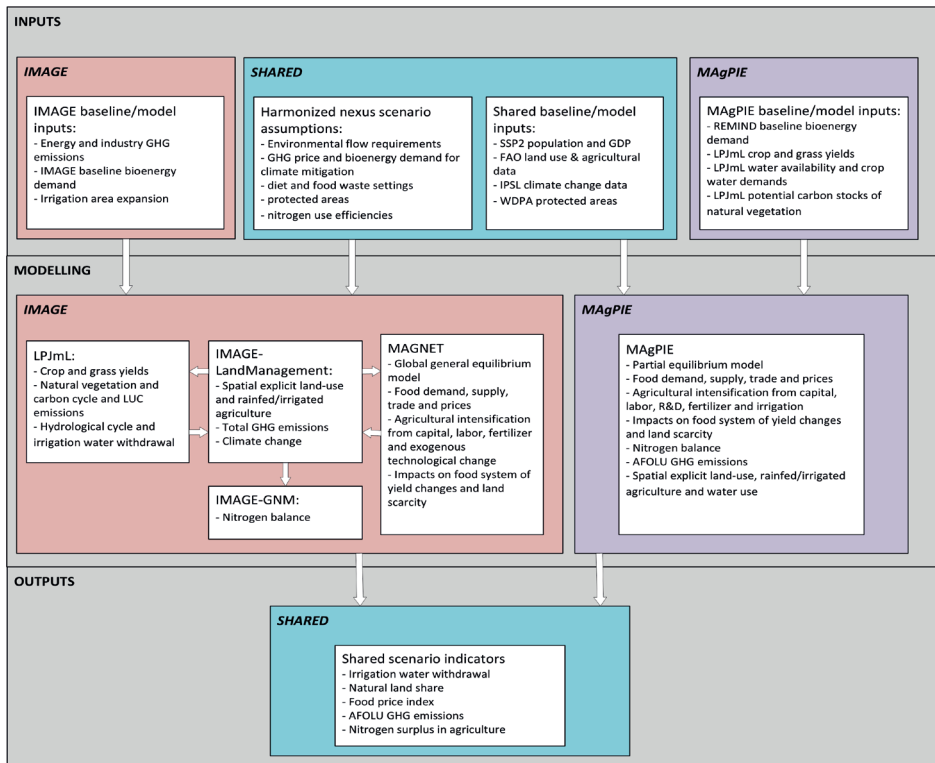 INPUTS
IMAGE
IMAGE baseline/model
inputs:
- Energy and industry GHG
emissions
- IMAGE baseline bioenergy
demand
- Irrigation area expansion
SHARED
Harmonized nexus scenario
assumptions:
- Environmental flow requirements
- GHG price and bioenergy demand for
climate mitigation
- diet and food waste settings
- protected areas
- nitrogen use efficiencies
Shared baseline/model
inputs:
- SSP2 population and GDP
- FAO land use & agricultural
data
- IPSL climate change data
- WDPA protected areas
MAgPIE
MAgPIE baseline/model inputs:
- REMIND baseline bioenergy
demand
- LPJmL crop and grass yields
- LPJmL water availability and crop
water demands
- LPJmL potential carbon stocks of
natural vegetation
MODELLING
IMAGE
LPJmL:
- Crop and grass yields
- Natural vegetation and
carbon cycle and LUC
emissions
- Hydrological cycle and
irrigation water withdrawal
IMAGE-
LandManagement:
- Spatial explicit land-use
and rainfed/irrigated
agriculture
- Total GHG emissions
- Climate change
IMAGE-GNM:
- Nitrogen balance
MAGNET
- Global general equilibrium
model
- Food demand, supply,
trade and prices
- Agricultural intensification
from capital, labor, fertilizer
and exogenous
technological change
- Impacts on food system of
yield changes and land
scarcity
MAgPIE
MAgPIE
- Partial equilibrium model
- Food demand, supply, trade and prices
- Agricultural intensification from capital,
labor, R&D, fertilizer and irrigation
- Impacts on food system of yield changes
and land scarcity
- Nitrogen balance
- AFOLU GHG emissions
- Spatial explicit land-use, rainfed/irrigated
agriculture and water use
OUTPUTS
SHARED
Shared scenario indicators
- Irrigation water withdrawal
- Natural land share
- Food price index
- AFOLU GHG emissions
- Nitrogen surplus in agriculture